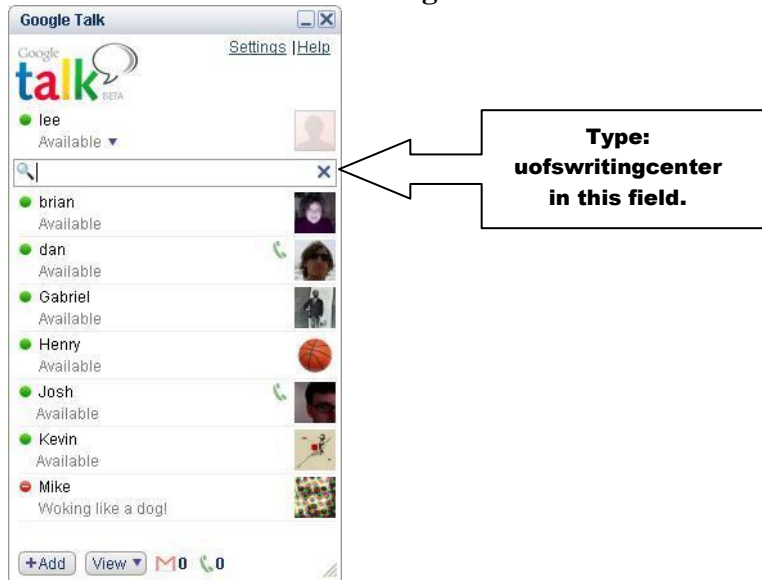 Google Talk
Settings | Help
Google
talk
BETA
lee
Available
Type:
uofswritingcenter
in this field.
brian
Available
dan
Available
Gabriel
Available
Henry
Available
Josh
Available
Kevin
Available
Mike
Woking like a dog!
+Add View 0 0